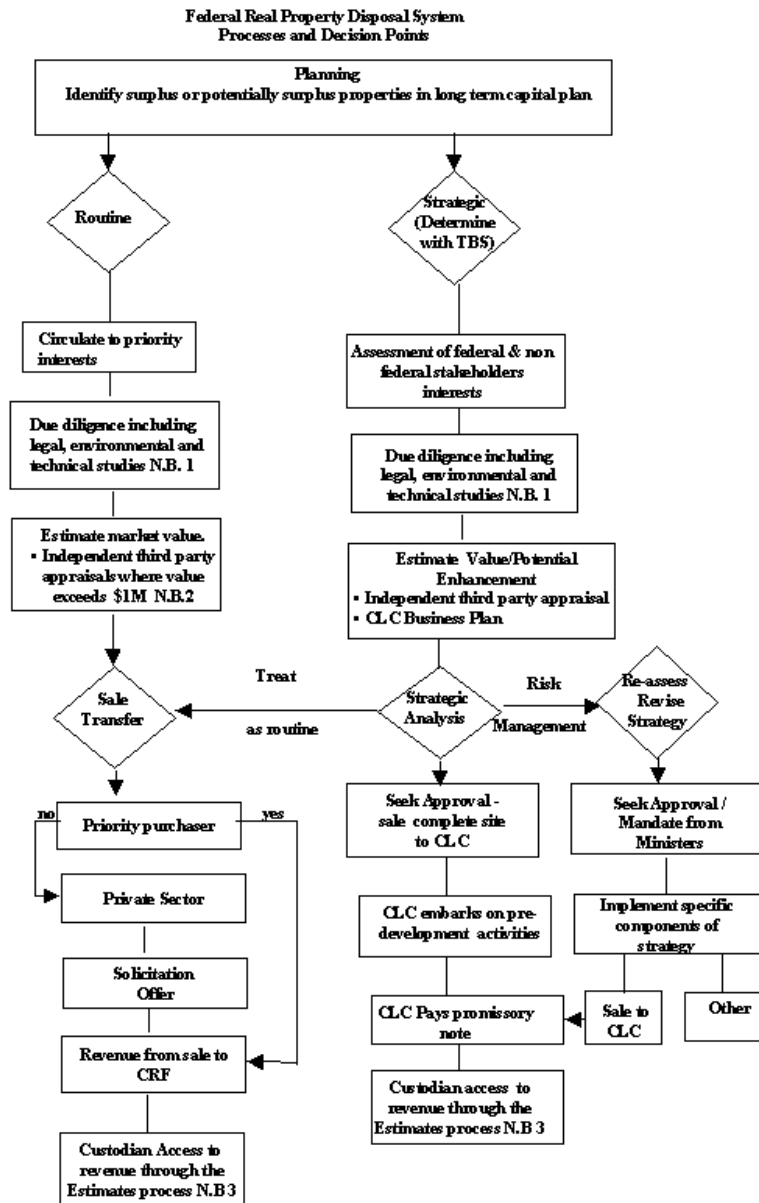 Federal Real Property Disposal System
Processes and Decision Points
Planning
Identify surplus or potentially surplus properties in long term capital plan
Routine
Strategic
(Determine
with TBS)
Circulate to priority
interests
Assessment of federal & non
federal stakeholders
interests
Due diligence including
legal, environmental and
technical studies N.B. 1
Due diligence including
legal, environmental and
technical studies N.B. 1
Estimate market value.
▪ Independent third party
appraisals where value
exceeds $1M N.B.2
Estimate Value/Potential
Enhancement
▪ Independent third party appraisal
▪ CLC Business Plan
Sale
Transfer
Treat
as routine
Strategic
Analysis
Risk
Management
Re-assess
Revise
Strategy
no
Priority purchaser
yes
Seek Approval -
sale complete site
to CLC
Seek Approval /
Mandate from
Ministers
Private Sector
CLC embarks on pre-
development activities
Implement specific
components of
strategy
Solicitation
Offer
CLC Pays promissory
note
Sale to
CLC
Other
Revenue from sale to
CRF
Custodian access to
revenue through the
Estimates process N.B 3
Custodian Access to
revenue through the
Estimates process N.B3